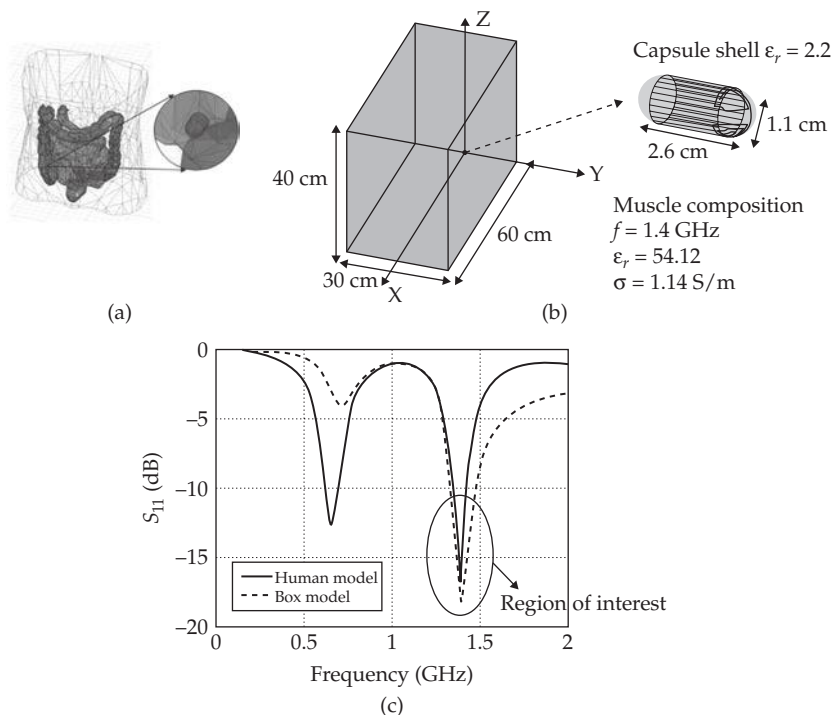 Z
Capsule shell εr = 2.2
1.1 cm
2.6 cm
40 cm
Y
60 cm
30 cm
X
Muscle composition
f = 1.4 GHz
εr = 54.12
σ = 1.14 S/m
(a)
(b)
0
−5
−10
−15
−20
S11 (dB)
Human model
Box model
Region of interest
0
0.5
1
1.5
2
Frequency (GHz)
(c)